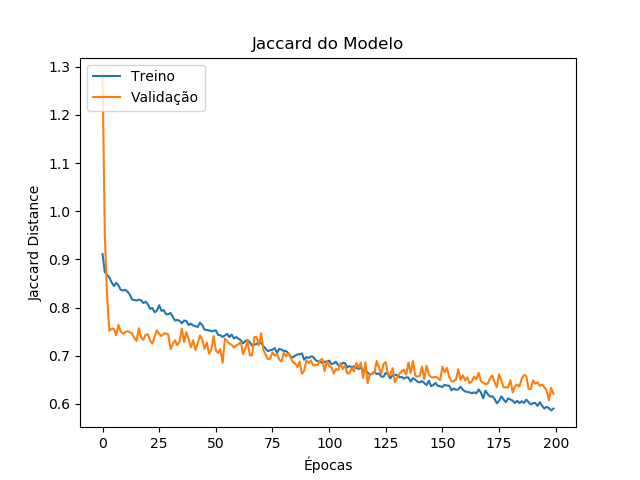 Jaccard do Modelo
Treino
Validação
1.3
1.2
1.1
1.0
0.9
0.8
0.7
0.6
Jaccard Distance
0 25 50 75 100 125 150 175 200
Épocas